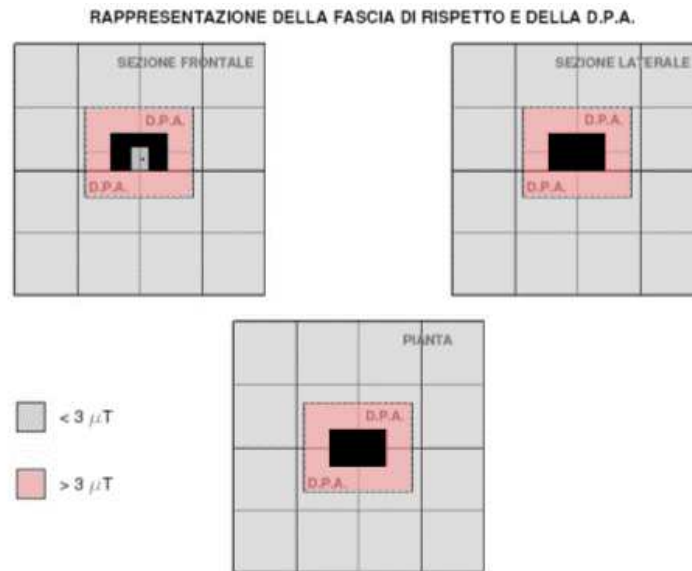 RAPPRESENTAZIONE DELLA FASCIA DI RISPETTO E DELLA D.P.A.
SEZIONE FRONTALE
D.P.A.
D.P.A.
SEZIONE LATERALE
D.P.A.
D.P.A.
PIANTA
D.P.A.
D.P.A.
< 3 μT
> 3 μT